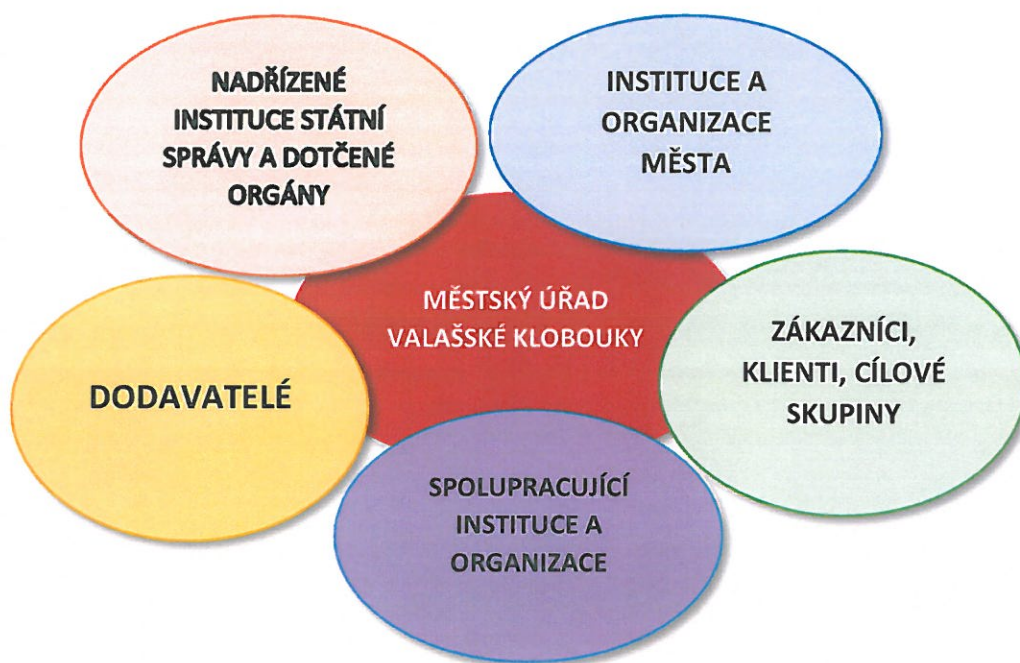 NADŘÍZENÉ
INSTITUCE STÁTNÍ
SPRÁVY A DOTČENÉ
ORGÁNY
INSTITUCE A
ORGANIZACE
MĚSTA
MĚSTSKÝ ÚŘAD
VALAŠSKÉ KLOBOUKY
ZÁKAZNÍCI,
KLIENTI, CÍLOVÉ
SKUPINY
DODAVATELÉ
SPOLUPRACUJÍCÍ
INSTITUCE A
ORGANIZACE